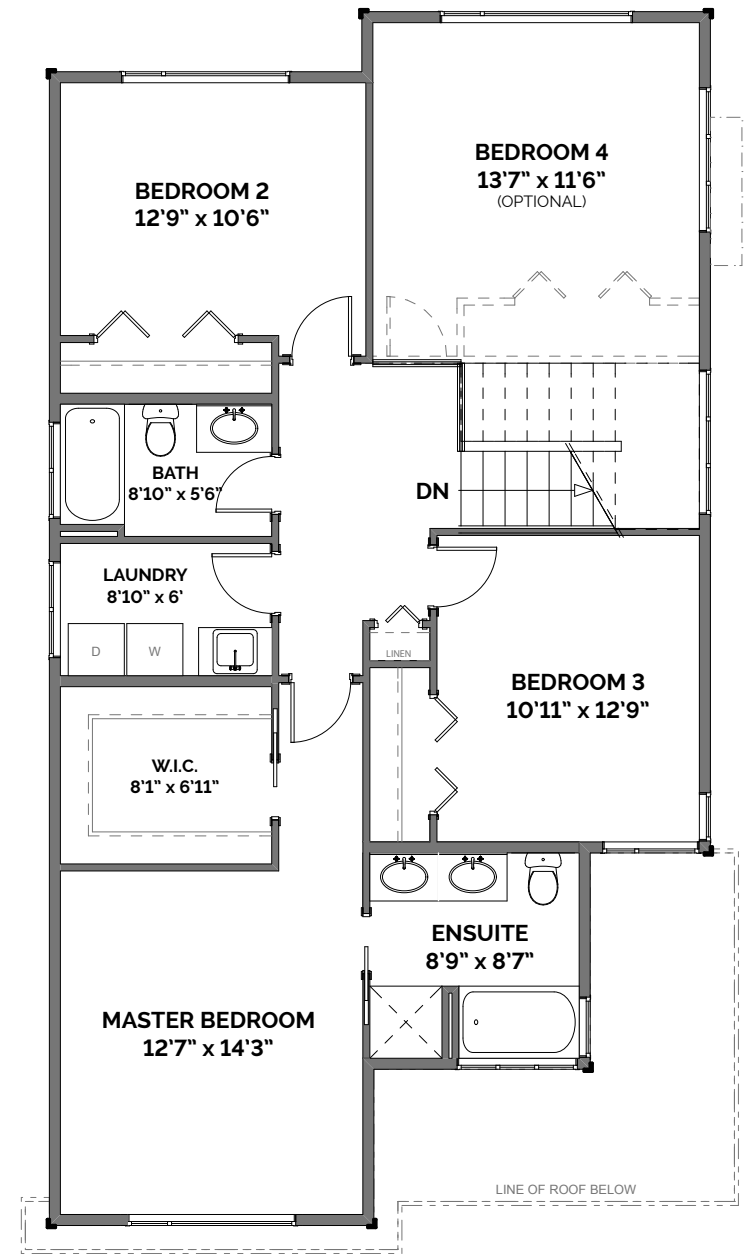 BEDROOM 4
13'7” x 11'6”
(OPTIONAL)
BEDROOM 2
12'9” x 10'6”
BATH
8'10” x 5'6”
DN
LAUNDRY
8'10” x 6'
D
W
LINEN
BEDROOM 3
10'11” x 12'9”
W.I.C.
8'1” x 6'11”
ENSUITE
8'9” x 8'7”
MASTER BEDROOM
12'7” x 14'3”
LINE OF ROOF BELOW